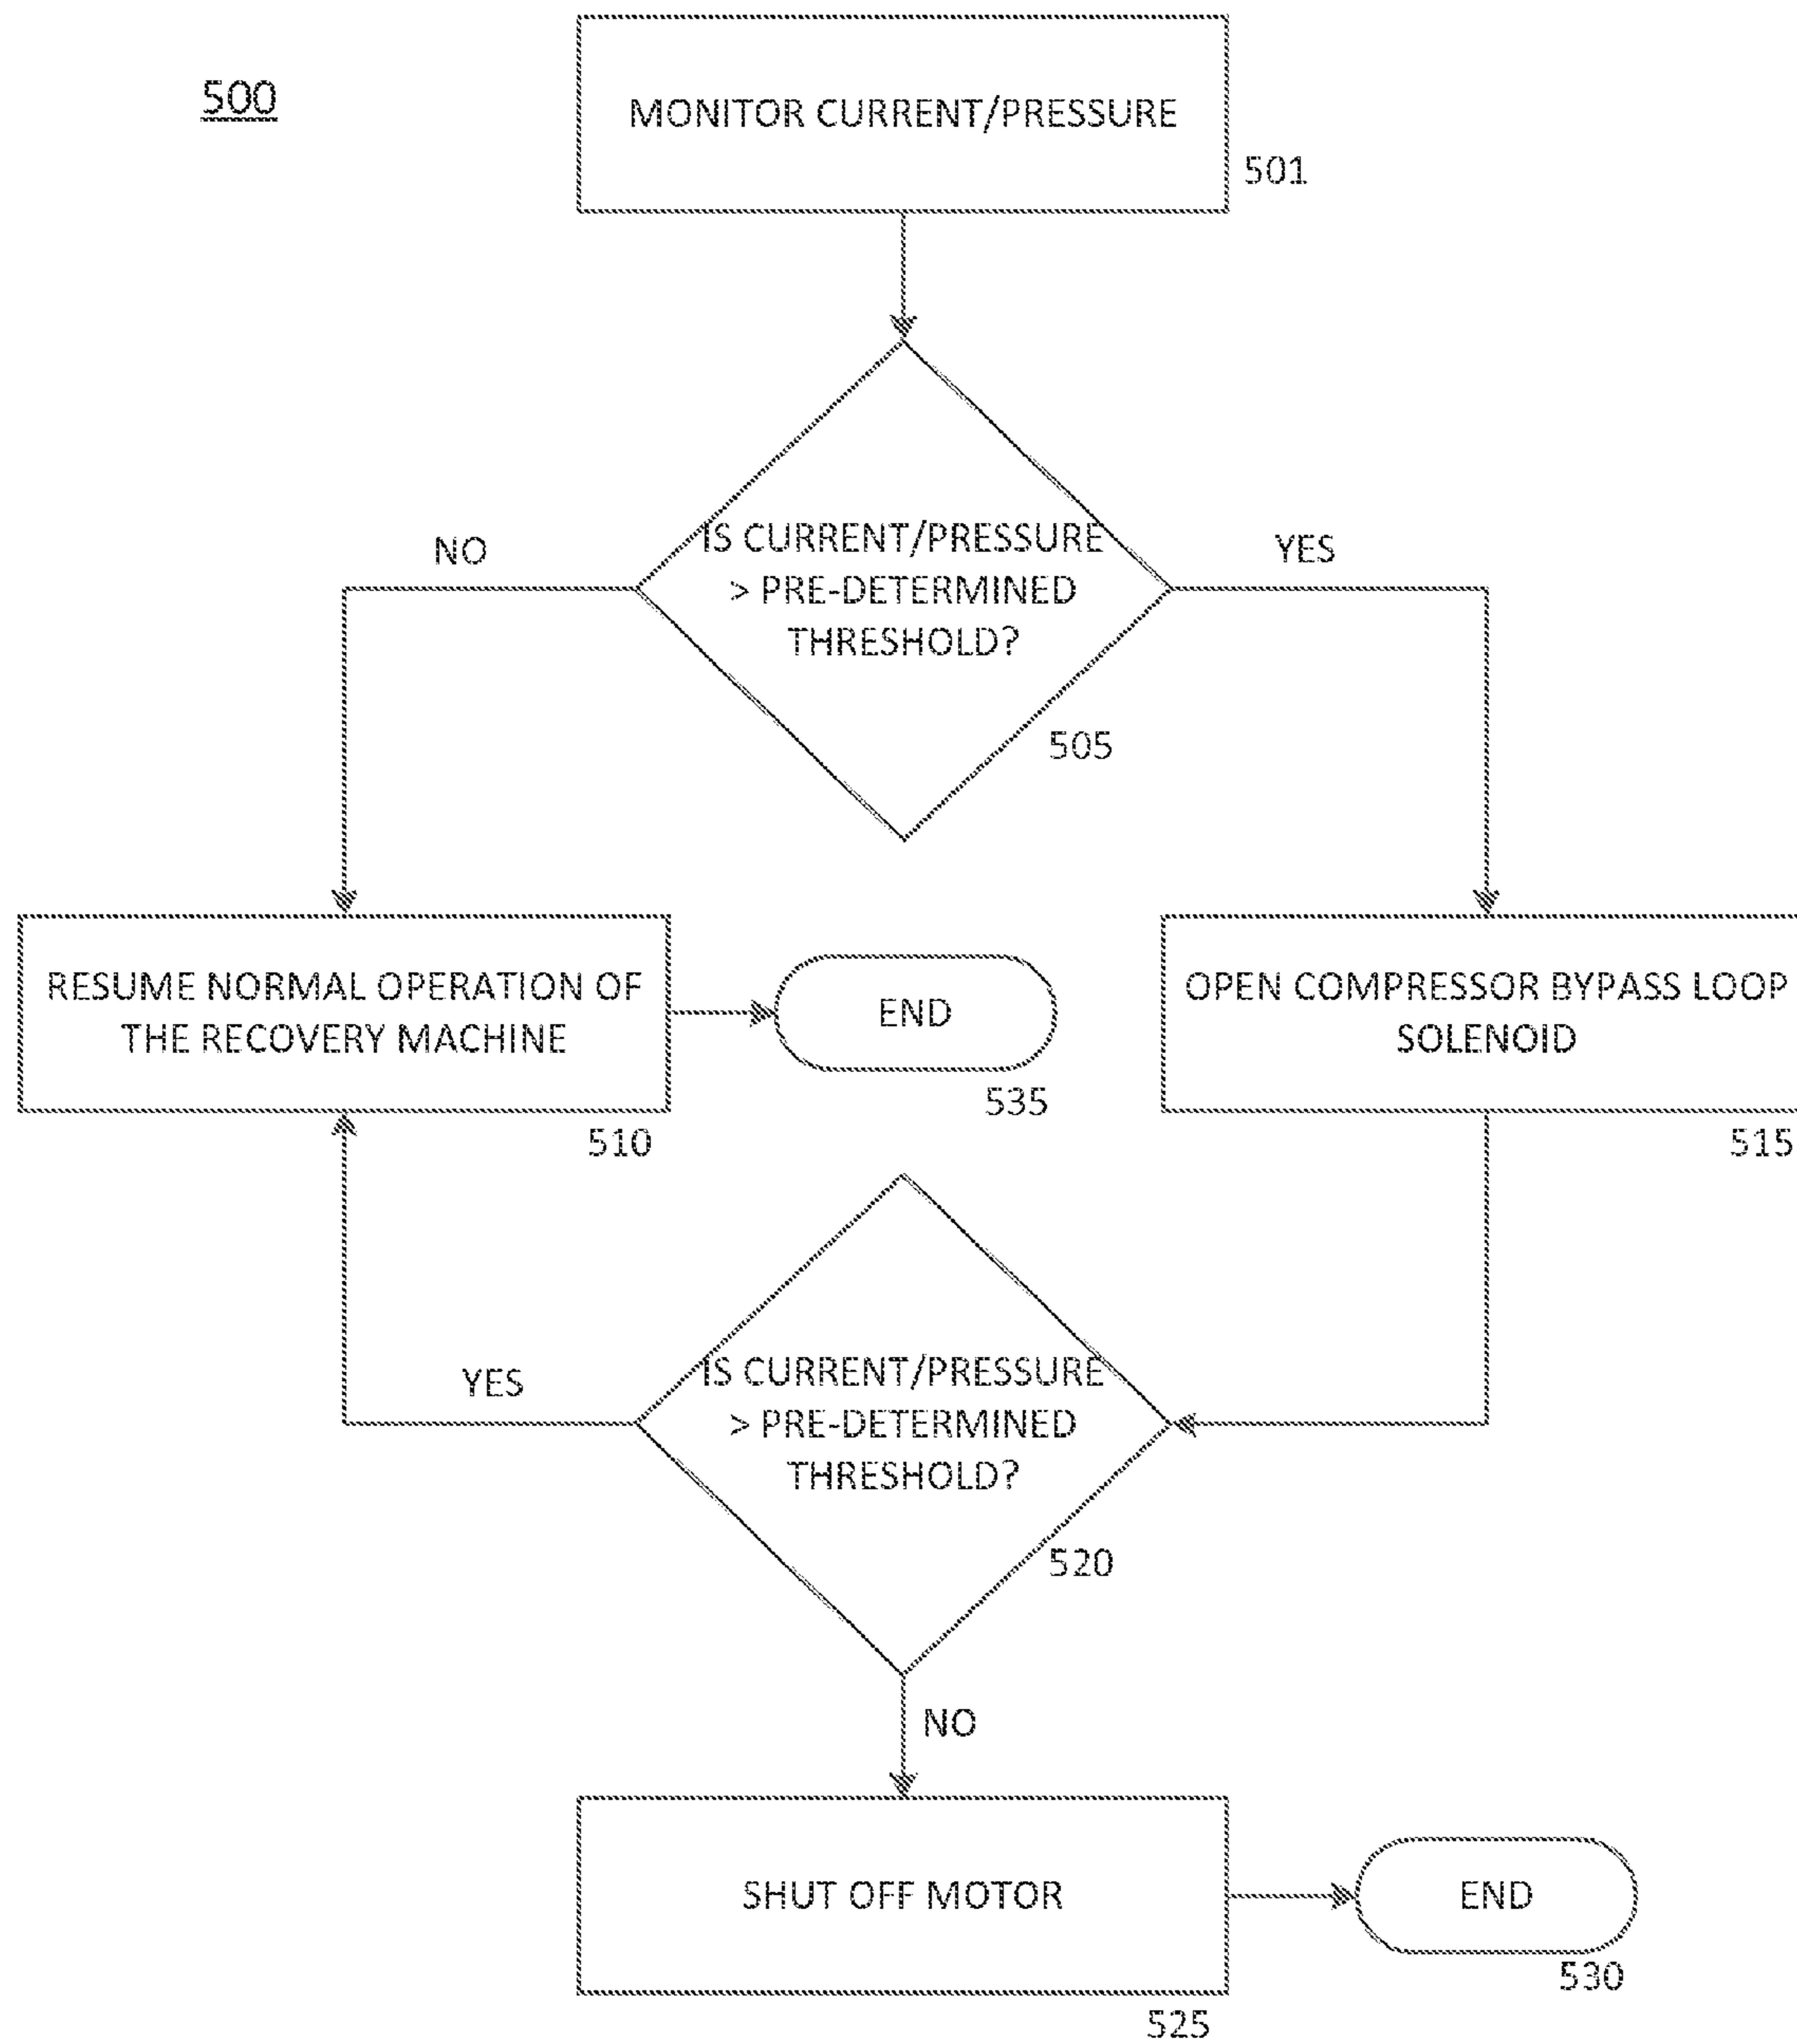 500
MONITOR CURRENT/PRESSURE
501
IS CURRENT/PRESSURE
> PRE-DETERMINED
THRESHOLD?
505
NO
YES
RESUME NORMAL OPERATION OF
THE RECOVERY MACHINE
510
END
535
OPEN COMPRESSOR BYPASS LOOP
SOLENOID
515
IS CURRENT/PRESSURE
> PRE-DETERMINED
THRESHOLD?
520
YES
NO
SHUT OFF MOTOR
525
END
530